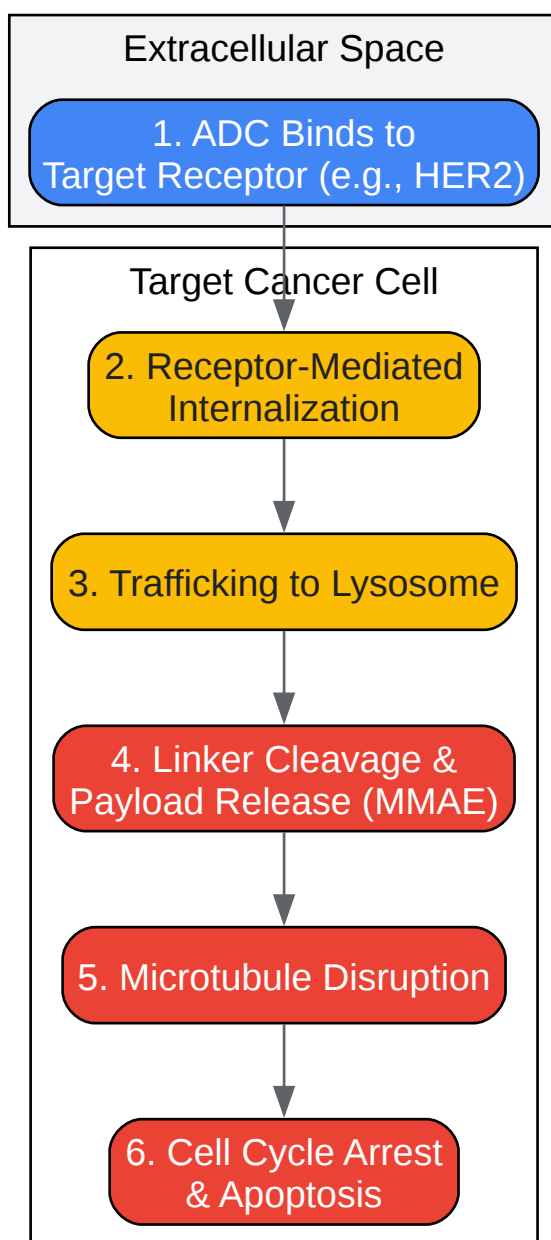 Extracellular Space
1. ADC Binds to
Target Receptor (e.g., HER2)
Target Cancer Cell
2. Receptor-Mediated
Internalization
3. Trafficking to Lysosome
4. Linker Cleavage &
Payload Release (MMAE)
5. Microtubule Disruption
6. Cell Cycle Arrest
& Apoptosis